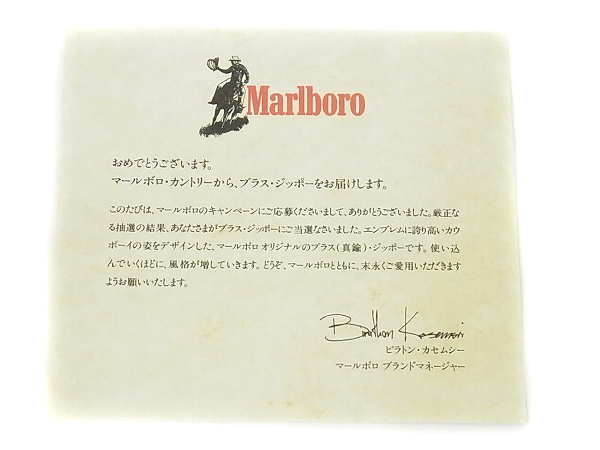 Marlboro
おめでとうございます。
マールボロ・カントリーから、ブラス・ジッポーをお届けします。
このたびは、マールボロのキャンペーンにご応募くださいまして、ありがとうございました。厳正な
る抽選の結果、あなたさまがブラス・ジッポーにご当選なさいました。エンブレムに誇り高いカウ
ボーイの姿をデザインした、マールボロ オリジナルのブラス(真鍮)・ジッポーです。使い込
んでいくほどに、風格が増していきます。どうぞ、マールボロとともに、末永くご愛用いただきます
ようお願いいたします。
ビラトン・カセムシー
マールボロ ブランドマネージャー